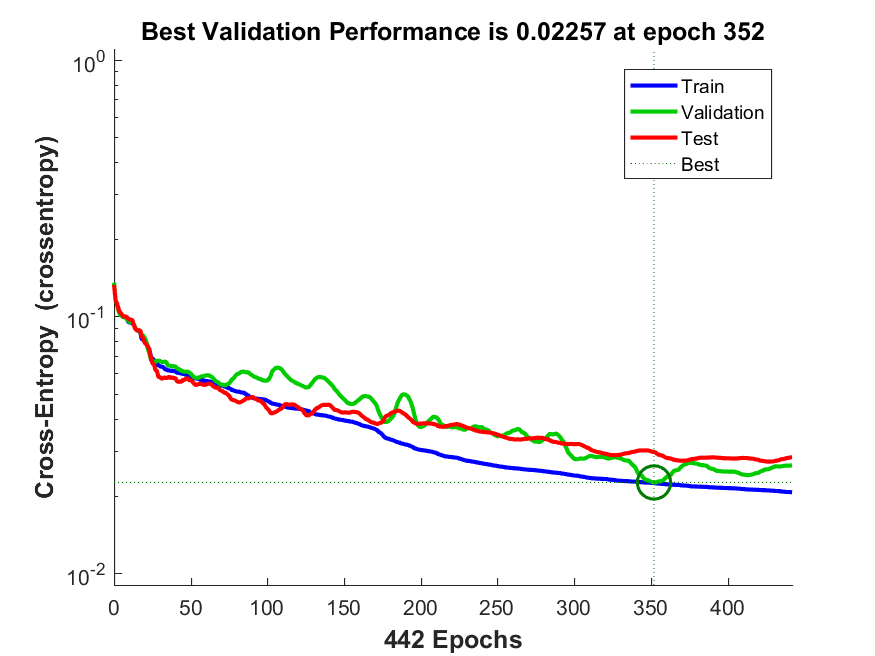 Best Validation Performance is 0.02257 at epoch 352
10^0
10^-1
10^-2
Cross-Entropy (crossentropy)
Train
Validation
Test
Best
0 50 100 150 200 250 300 350 400
442 Epochs